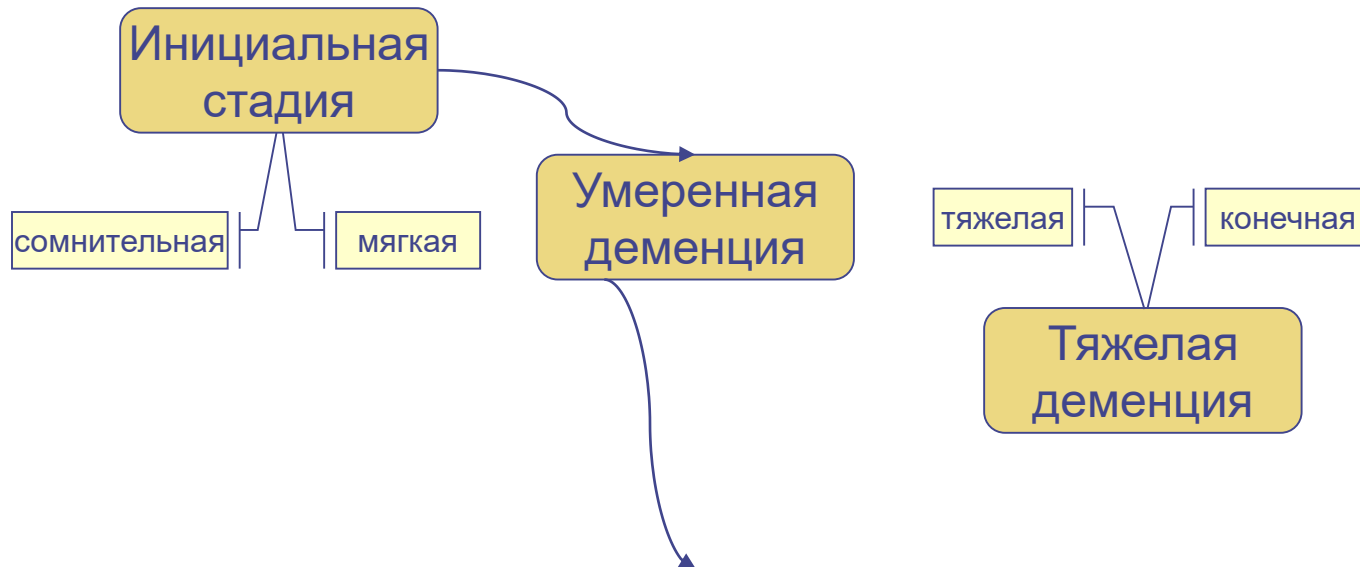 Инициальная
стадия
сомнительная
мягкая
Умеренная
деменция
тяжелая
конечная
Тяжелая
деменция